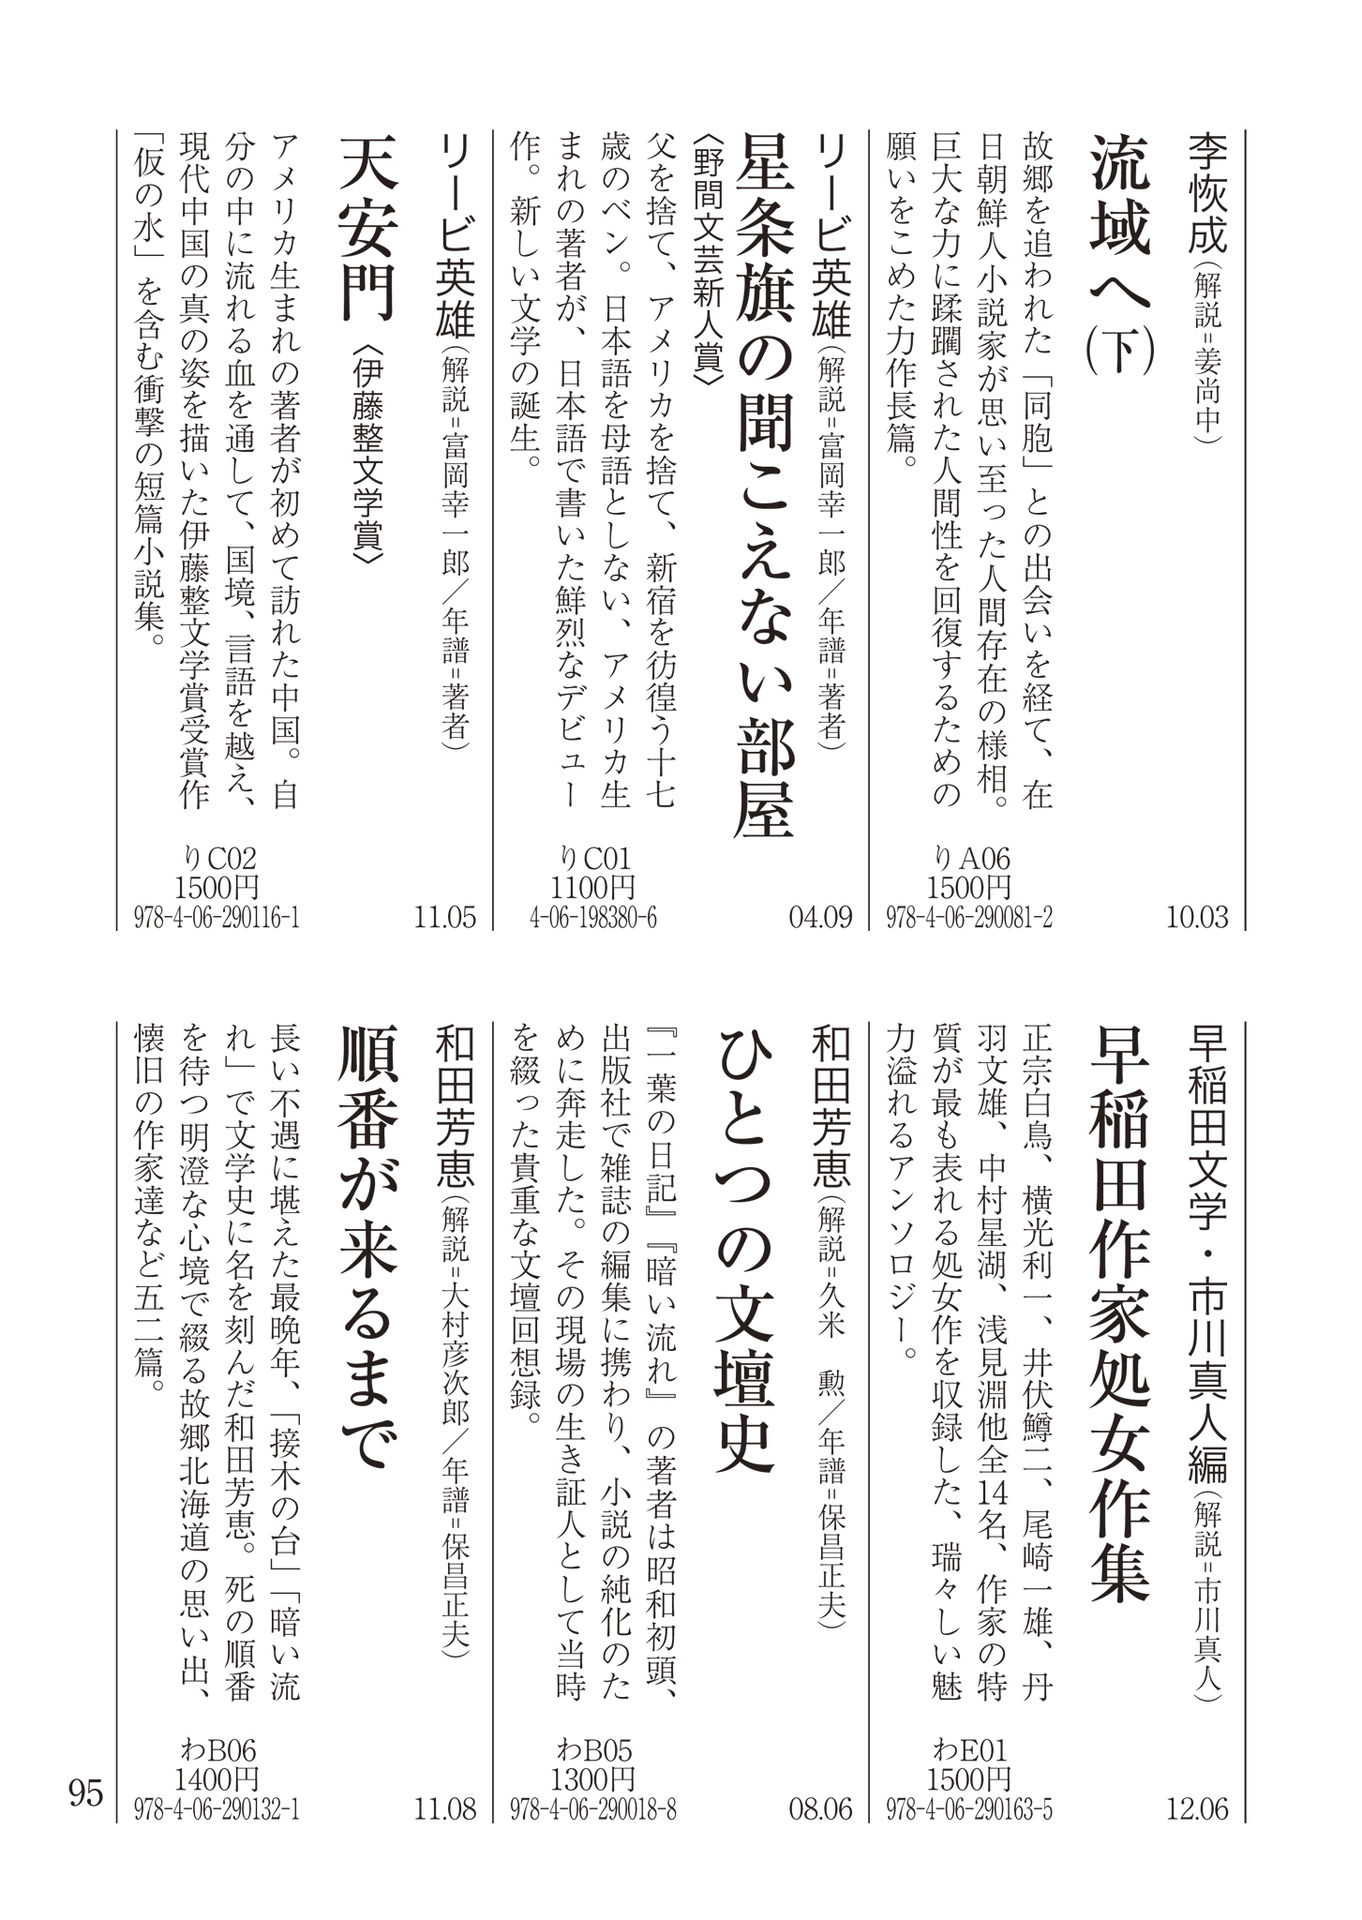 李恢成（解説=姜尚中）
流域へ（下）
故郷を追われた「同胞」との出会いを経て、在
日朝鮮人小説家が思い至った人間存在の様相。
巨大な力に蹂躙された人間性を回復するための
願いをこめた力作長篇。
りA06
1500円
978-4-06-290081-2
10.03
リービ英雄（解説=富岡幸一郎／年譜=著者）
星条旗の聞こえない部屋
〈野間文芸新人賞〉
父を捨て、アメリカを捨て、新宿を彷徨う十七
歳のベン。日本語を母語としない、アメリカ生
まれの著者が、日本語で書いた鮮烈なデビュー
作。新しい文学の誕生。
りC01
1100円
4-06-198380-6
04.09
リービ英雄（解説=富岡幸一郎／年譜=著者）
天安門〈伊藤整文学賞〉
アメリカ生まれの著者が初めて訪れた中国。自
分の中に流れる血を通して、国境、言語を越え、
現代中国の真の姿を描いた伊藤整文学賞受賞作
「仮の水」を含む衝撃の短篇小説集。
りC02
1500円
978-4-06-290116-1
11.05
早稲田文学・市川真人編（解説=市川真人）
早稲田作家処女作集
正宗白鳥、横光利一、井伏鱒二、尾崎一雄、丹
羽文雄、中村星湖、浅見淵他全14名、作家の特
質が最も表れる処女作を収録した、瑞々しい魅
力溢れるアンソロジー。
わE01
1500円
978-4-06-290163-5
12.06
和田芳恵（解説=久米　勲／年譜=保昌正夫）
ひとつの文壇史
『一葉の日記』『暗い流れ』の著者は昭和初頭、
出版社で雑誌の編集に携わり、小説の純化のた
めに奔走した。その現場の生き証人として当時
を綴った貴重な文壇回想録。
わB05
1300円
978-4-06-290018-8
08.06
和田芳恵（解説=大村彦次郎／年譜=保昌正夫）
順番が来るまで
長い不遇に堪えた最晩年、「接木の台」「暗い流
れ」で文学史に名を刻んだ和田芳恵。死の順番
を待つ明澄な心境で綴る故郷北海道の思い出、
懐旧の作家達など五二篇。
わB06
1400円
978-4-06-290132-1
11.08
95